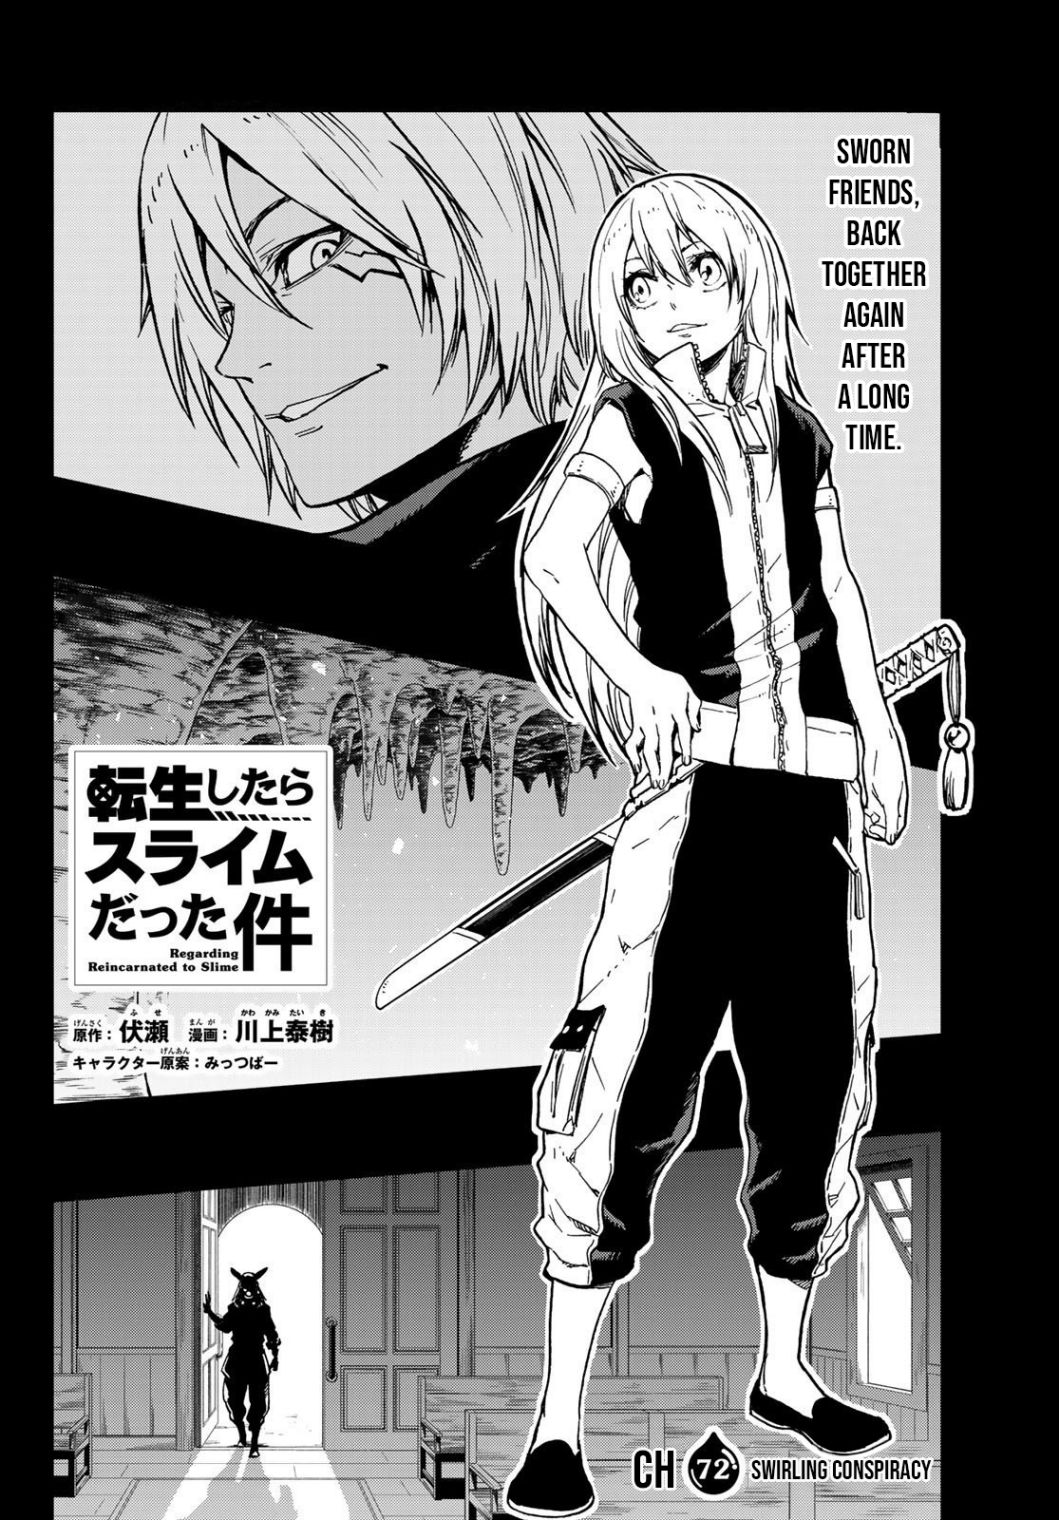 SWORN
FRIENDS,
BACK
TOGETHER
AGAIN
AFTER
A LONG
TIME.
転生したら
スライム
だった件
Regarding
Reincarnated to Slime
原作：伏瀬 漫画：川上泰樹
げんさく ふせ まんが かわかみたいき
キャラクター原案：みっつばー
げんあん
CH 72 SWIRLING CONSPIRACY